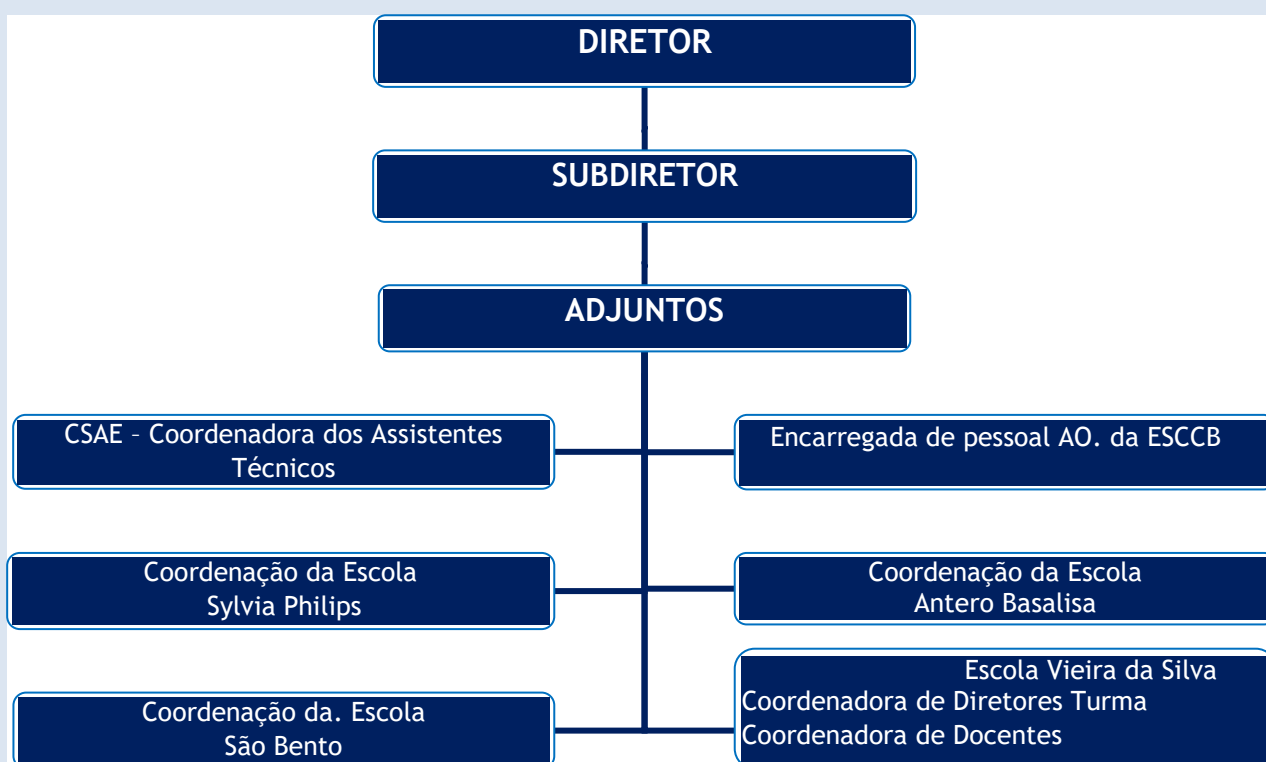 DIRETOR
SUBDIRETOR
ADJUNTOS
CSAE – Coordenadora dos Assistentes
Técnicos
Encarregada de pessoal AO. da ESCCB
Coordenação da Escola
Sylvia Philips
Coordenação da Escola
Antero Basalisa
Coordenação da. Escola
São Bento
Escola Vieira da Silva
Coordenadora de Diretores Turma
Coordenadora de Docentes